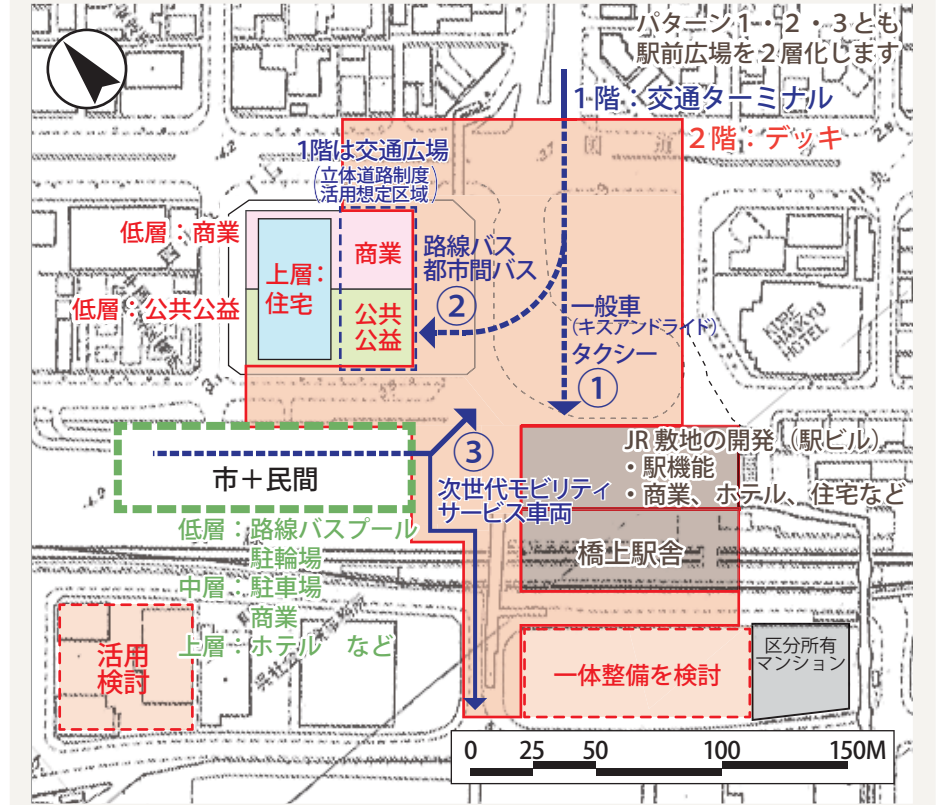 パターン1・2・3とも
駅前広場を2層化します
1階：交通ターミナル
2階：デッキ
国道
1階は交通広場
（立体道路制度
活用想定区域）
低層：商業
上層：
住宅
商業
路線バス
都市間バス
②
低層：公共公益
公共
公益
一般車
（キスアンドライド）
タクシー
①
KURE
HANKYU
HOTEL
市＋民間
③
次世代モビリティ
サービス車両
JR敷地の開発（駅ビル）
・駅機能
・商業、ホテル、住宅など
低層：路線バスプール
駐輪場
中層：駐車場
商業
上層：ホテル　など
橋上駅舎
活用
検討
一体整備を検討
区分所有
マンション
0 25 50 100 150M